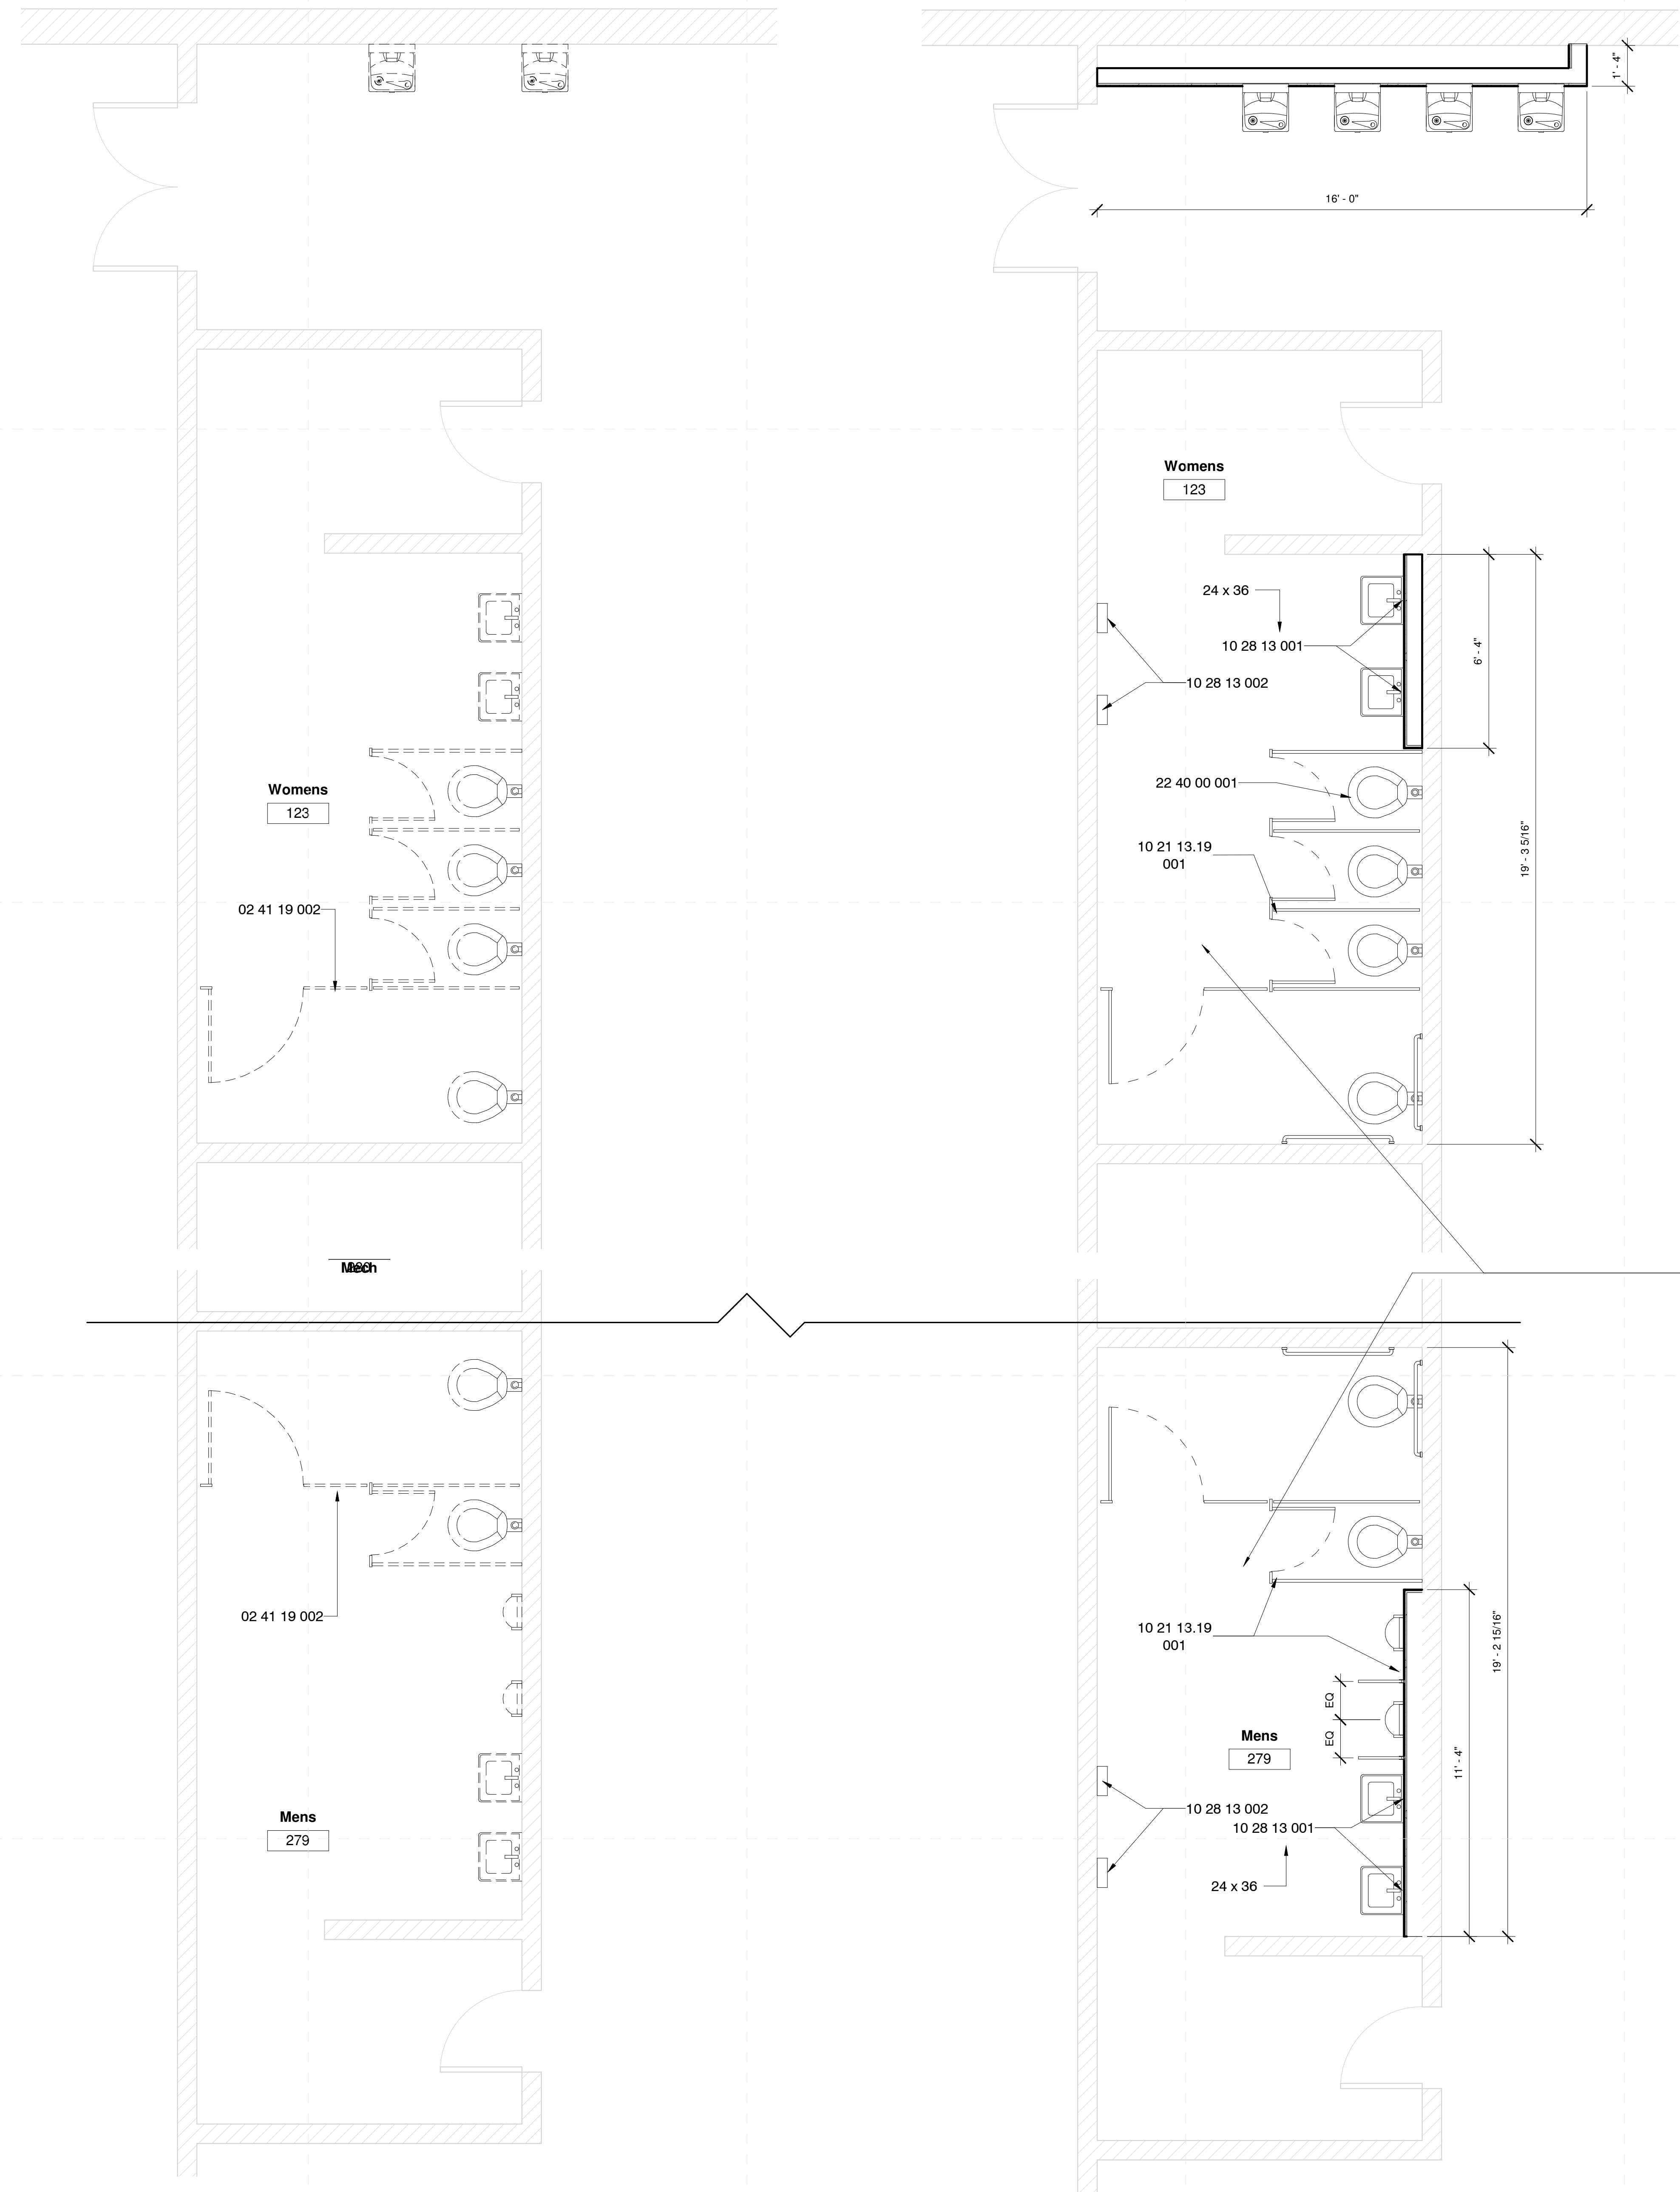 1' - 4"
16' - 0"
Womens
123
24 x 36
10 28 13 001
6' - 4"
10 28 13 002
22 40 00 001
Womens
123
10 21 13.19
001
19' - 3 5/16"
02 41 19 002
Mech
02 41 19 002
10 21 13.19
001
19' - 2 15/16"
EQ
EQ
Mens
279
11' - 4"
10 28 13 002
10 28 13 001
Mens
279
24 x 36